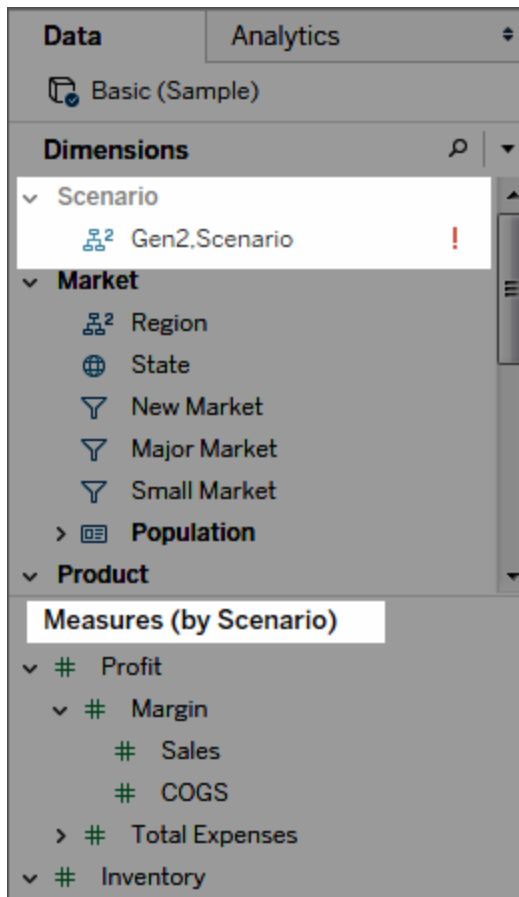 Data Analytics
Basic (Sample)
Dimensions
Scenario
Gen2,Scenario !
Market
Region
State
New Market
Major Market
Small Market
Population
Product
Measures (by Scenario)
# Profit
# Margin
# Sales
# COGS
# Total Expenses
# Inventory